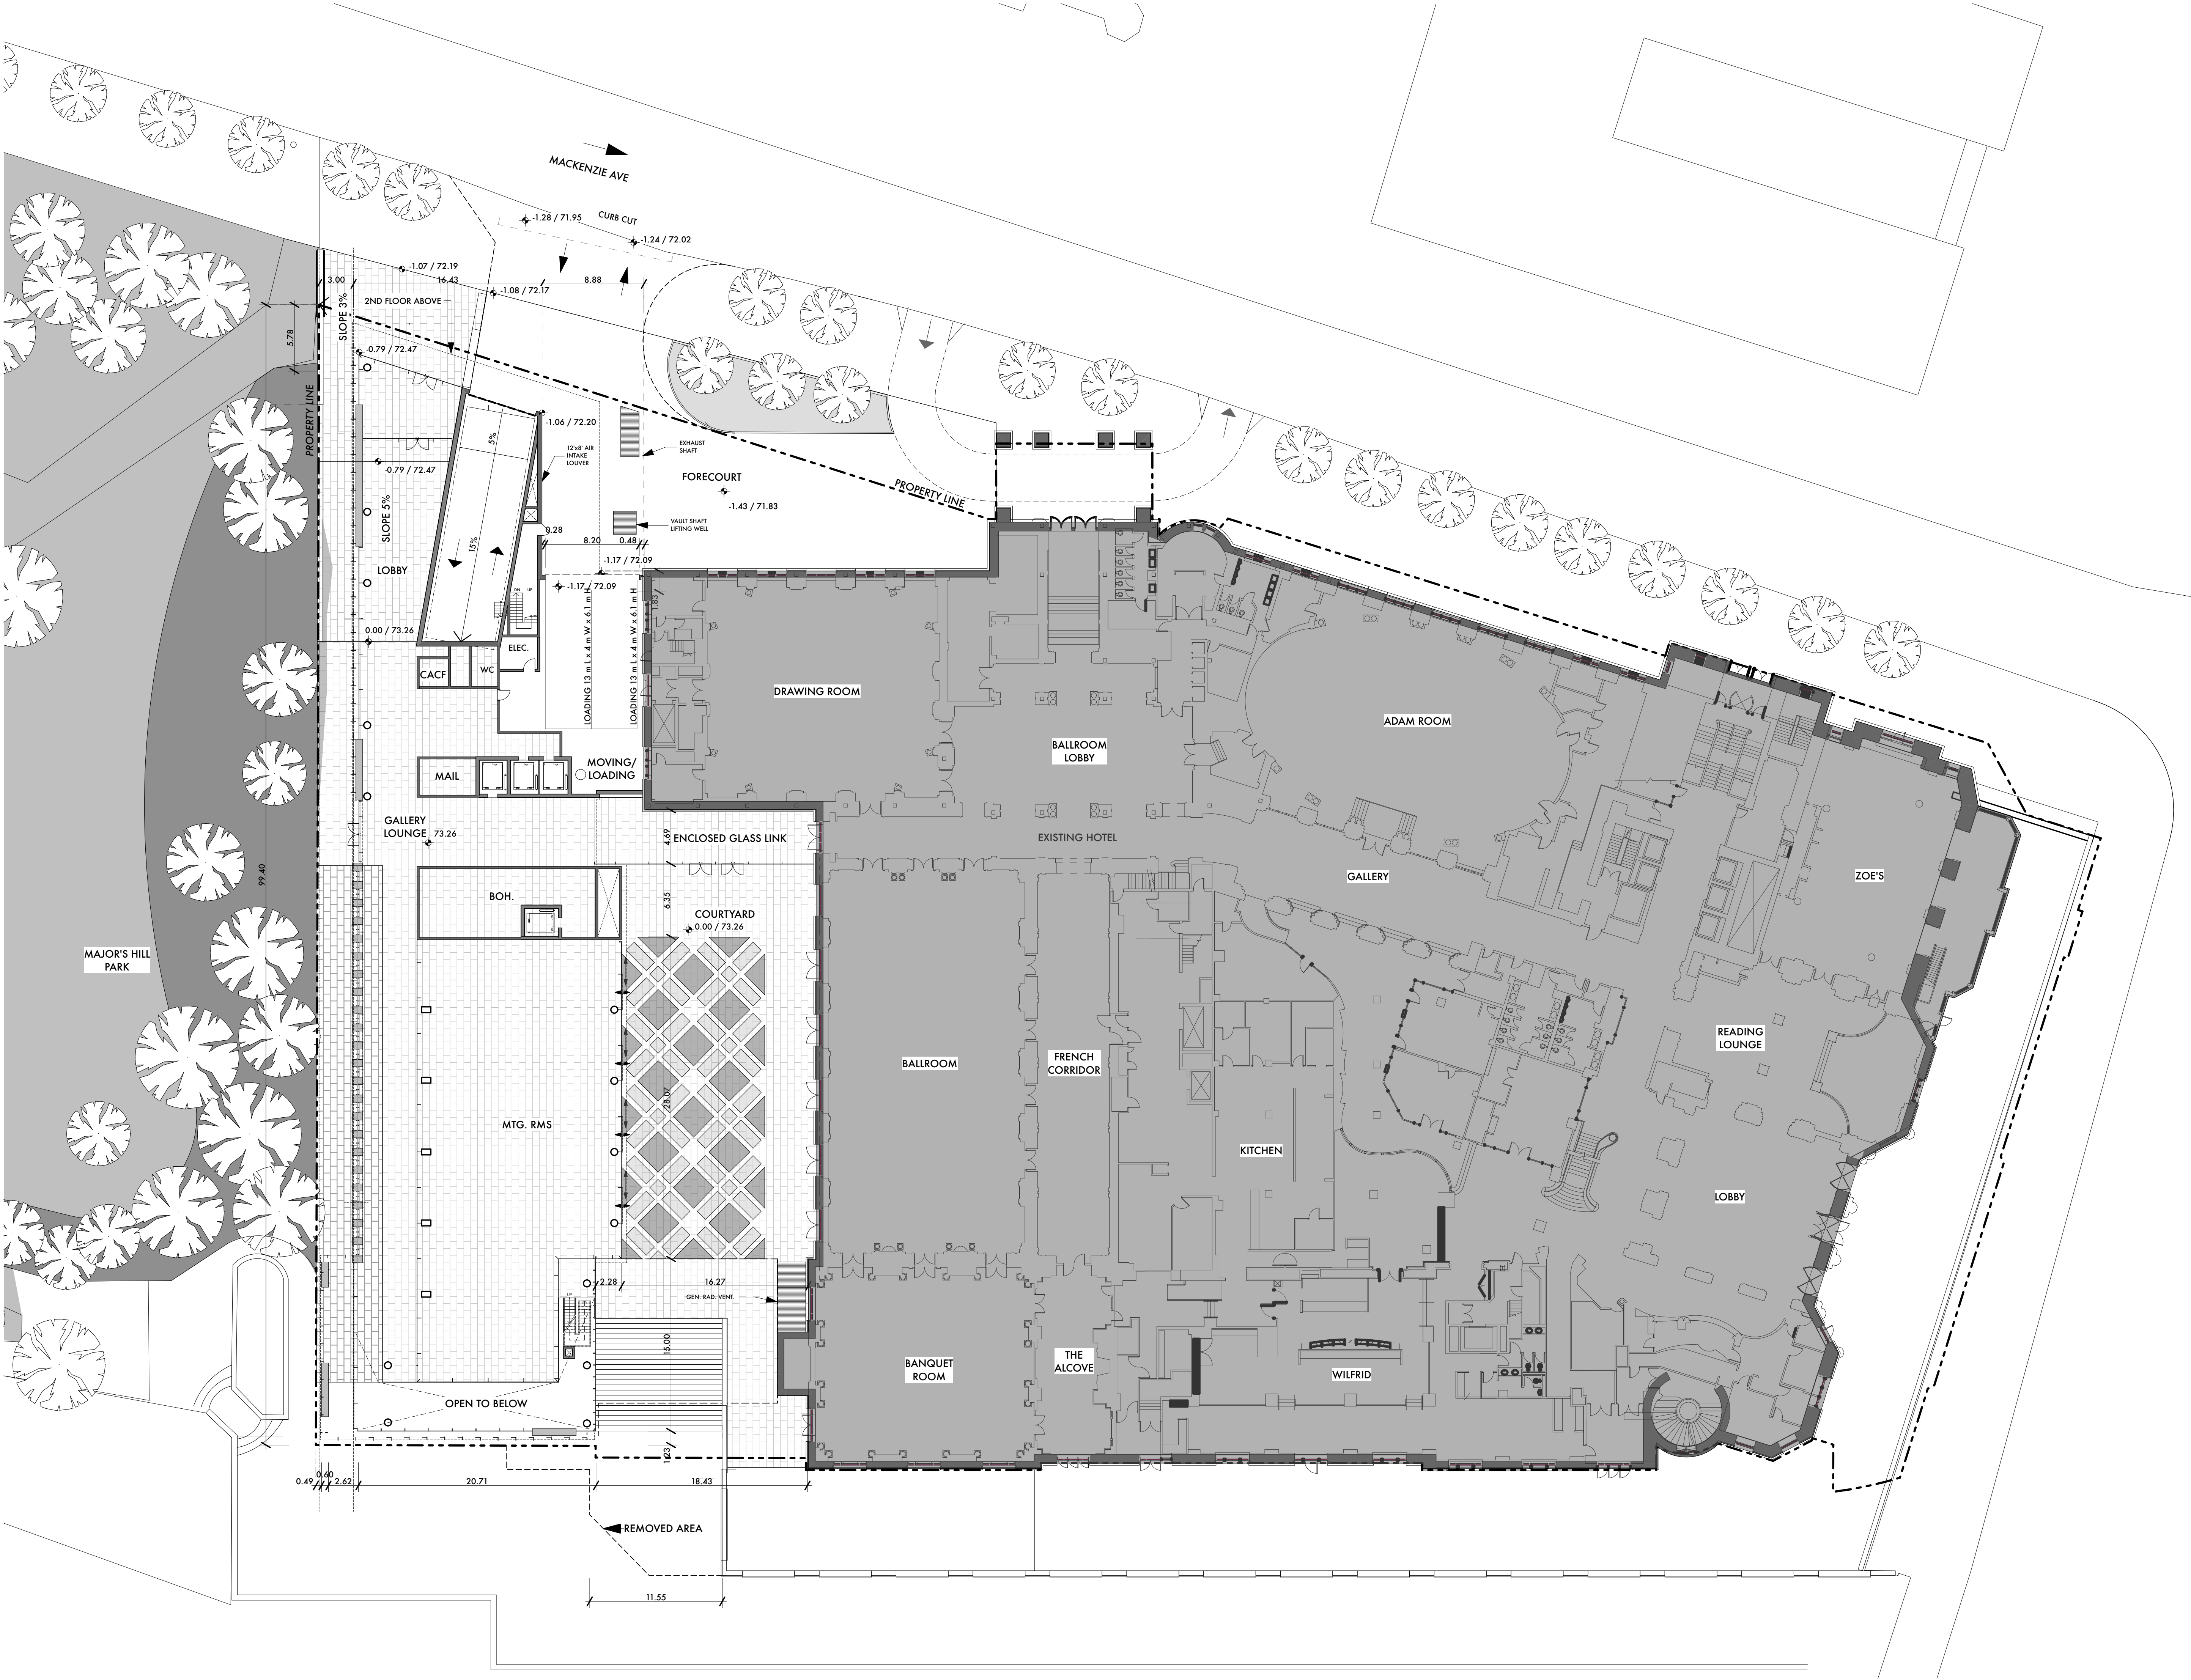 MACKENZIE AVE
CURB CUT
-1.28 / 71.95
-1.24 / 72.02
-1.07 / 72.19
3.00
16.43
8.88
-1.08 / 72.17
2ND FLOOR ABOVE
SLOPE 3%
5.78
-0.79 / 72.47
PROPERTY LINE
5%
-1.06 / 72.20
12'x8' AIR
INTAKE
LOUVER
EXHAUST
SHAFT
-0.79 / 72.47
FORECOURT
-1.43 / 71.83
PROPERTY LINE
SLOPE 5%
VAULT SHAFT
LIFTING WELL
0.28
8.20
0.48
15%
-1.17 / 72.09
LOBBY
-1.17 / 72.09
DN
UP
1.83
0.00 / 73.26
ELEC.
LOADING 13 m L x 4 m W x 6.1 m H
LOADING 13 m L x 4 m W x 6.1 m H
CACF
WC
DRAWING ROOM
ADAM ROOM
BALLROOM
LOBBY
MOVING/
LOADING
MAIL
GALLERY
LOUNGE
73.26
4.69
ENCLOSED GLASS LINK
EXISTING HOTEL
GALLERY
ZOE'S
99.40
BOH.
6.35
COURTYARD
0.00 / 73.26
MAJOR'S HILL
PARK
READING
LOUNGE
BALLROOM
FRENCH
CORRIDOR
28.07
MTG. RMS
KITCHEN
LOBBY
2.28
16.27
GEN. RAD. VENT.
UP
15.00
BANQUET
ROOM
THE
ALCOVE
WILFRID
OPEN TO BELOW
1.23
0.49
0.60
2.62
20.71
18.43
REMOVED AREA
11.55